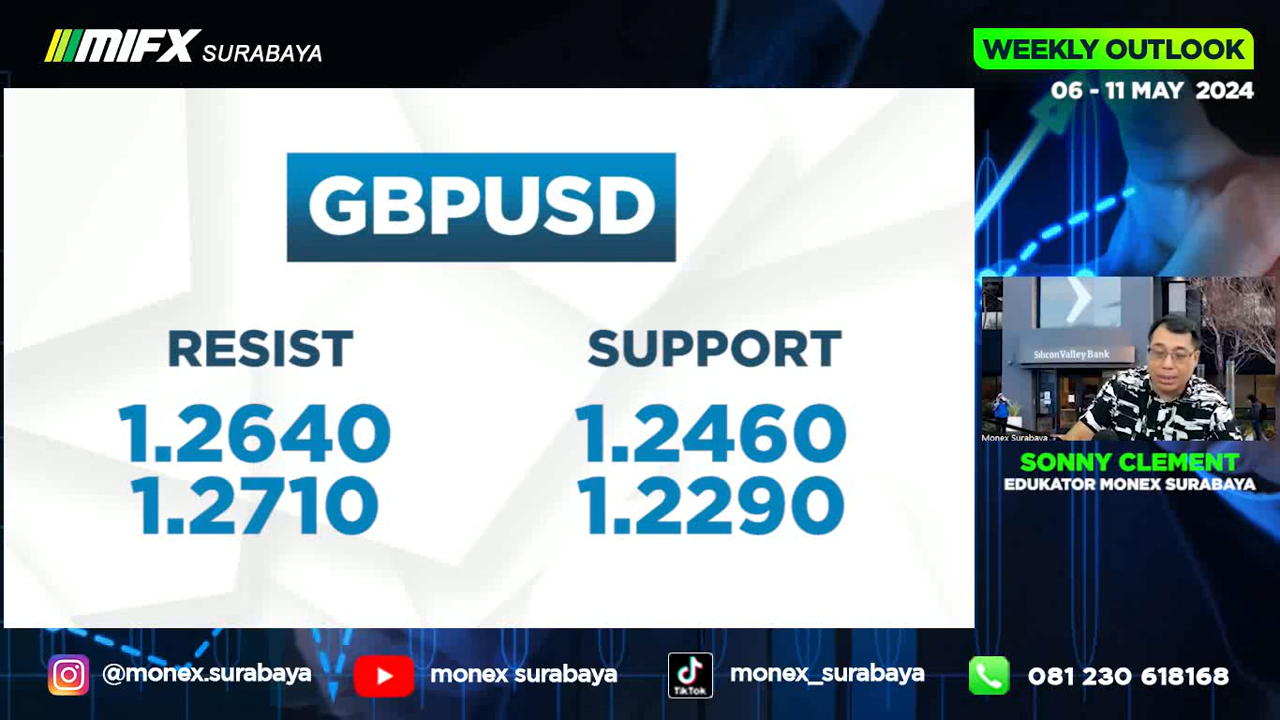 MIFX SURABAYA
WEEKLY OUTLOOK
06 - 11 MAY 2024
GBPUSD
RESIST
SUPPORT
1.2640
1.2460
1.2710
1.2290
Silicon Valley Bank
Monex Surabaya
SONNY CLEMENT
EDUKATOR MONEX SURABAYA
@monex.surabaya
monex surabaya
TikTok
monex_surabaya
081 230 618168